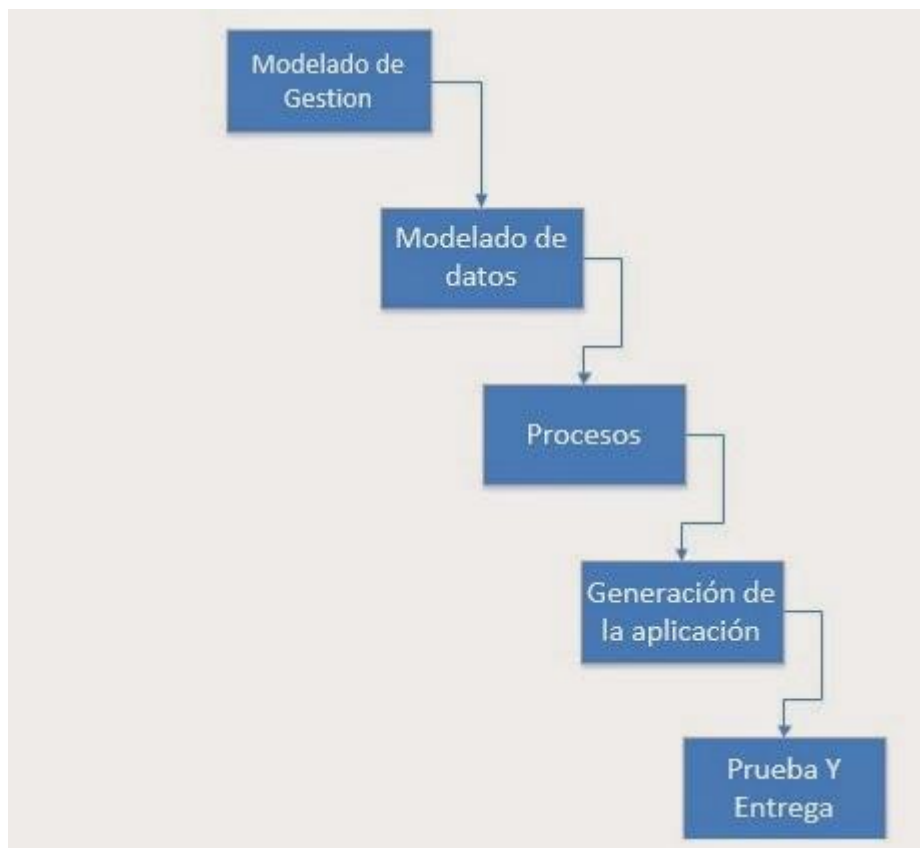 Modelado de
Gestion
Modelado de
datos
Procesos
Generación de
la aplicación
Prueba Y
Entrega